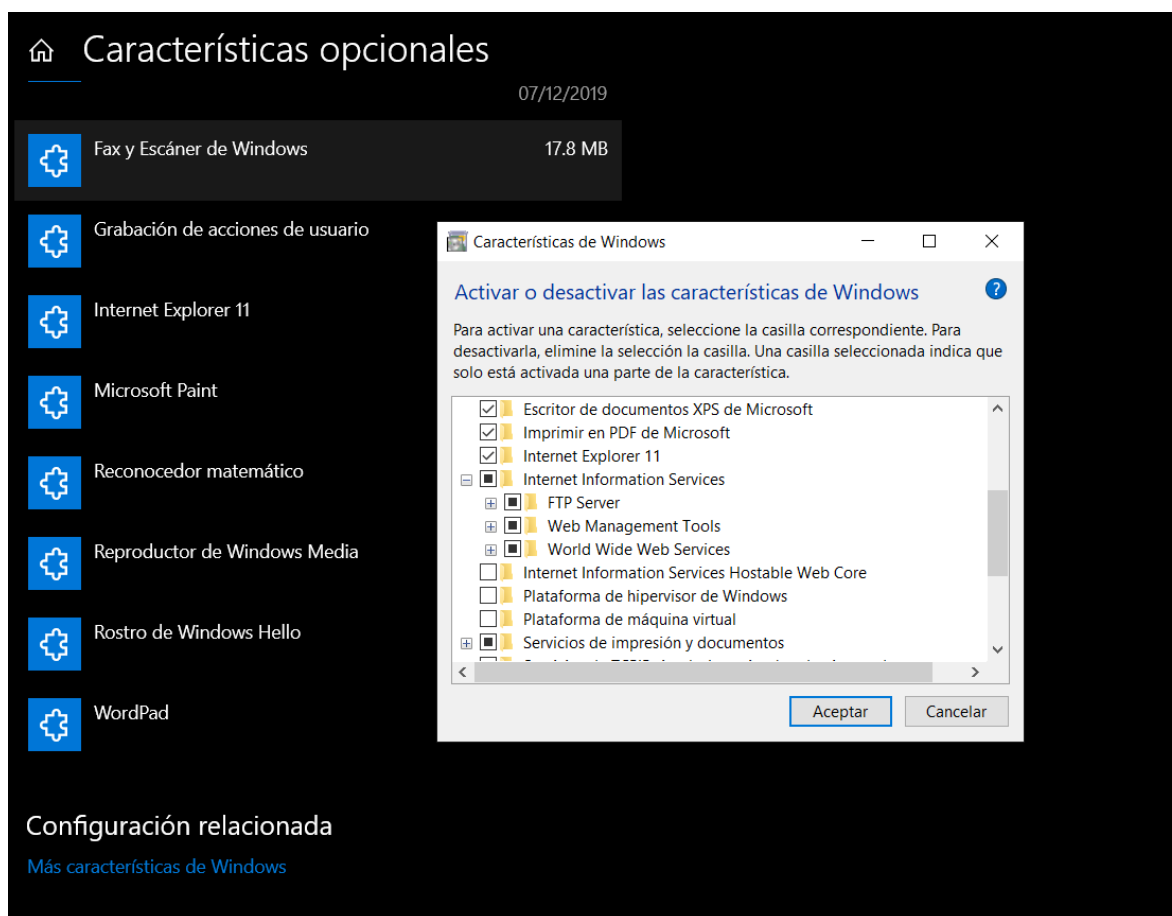 Características opcionales
07/12/2019
Fax y Escáner de Windows 17.8 MB
Grabación de acciones de usuario
Internet Explorer 11
Microsoft Paint
Reconocedor matemático
Reproductor de Windows Media
Rostro de Windows Hello
WordPad
Configuración relacionada
Más características de Windows
Características de Windows
Activar o desactivar las características de Windows
Para activar una característica, seleccione la casilla correspondiente. Para
desactivarla, elimine la selección la casilla. Una casilla seleccionada indica que
solo está activada una parte de la característica.
Escritor de documentos XPS de Microsoft
Imprimir en PDF de Microsoft
Internet Explorer 11
Internet Information Services
FTP Server
Web Management Tools
World Wide Web Services
Internet Information Services Hostable Web Core
Plataforma de hipervisor de Windows
Plataforma de máquina virtual
Servicios de impresión y documentos
Aceptar Cancelar